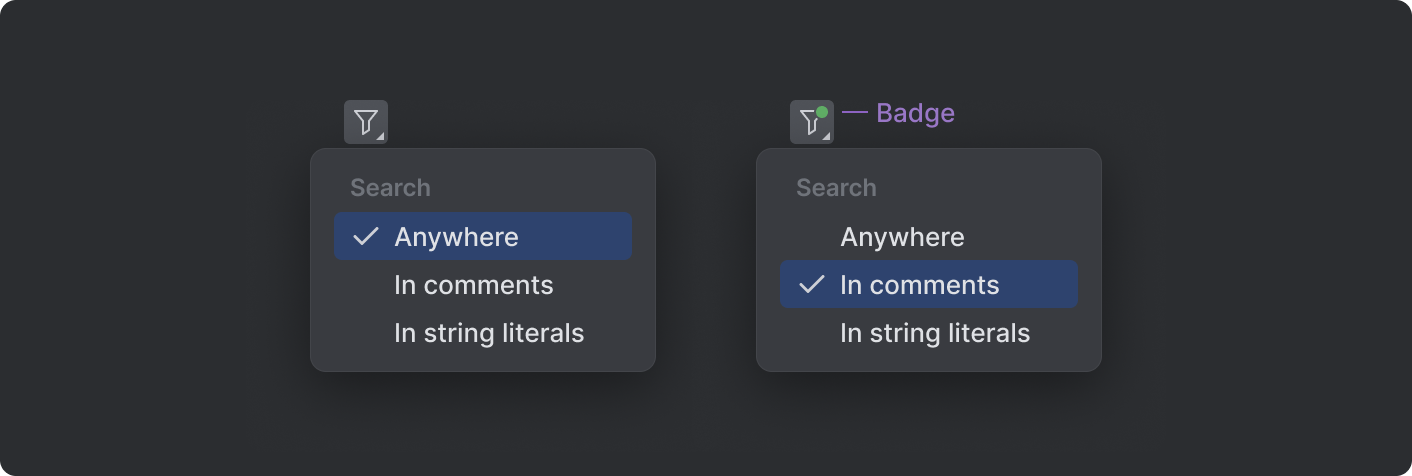 Search
Anywhere
In comments
In string literals
Badge
Search
Anywhere
In comments
In string literals